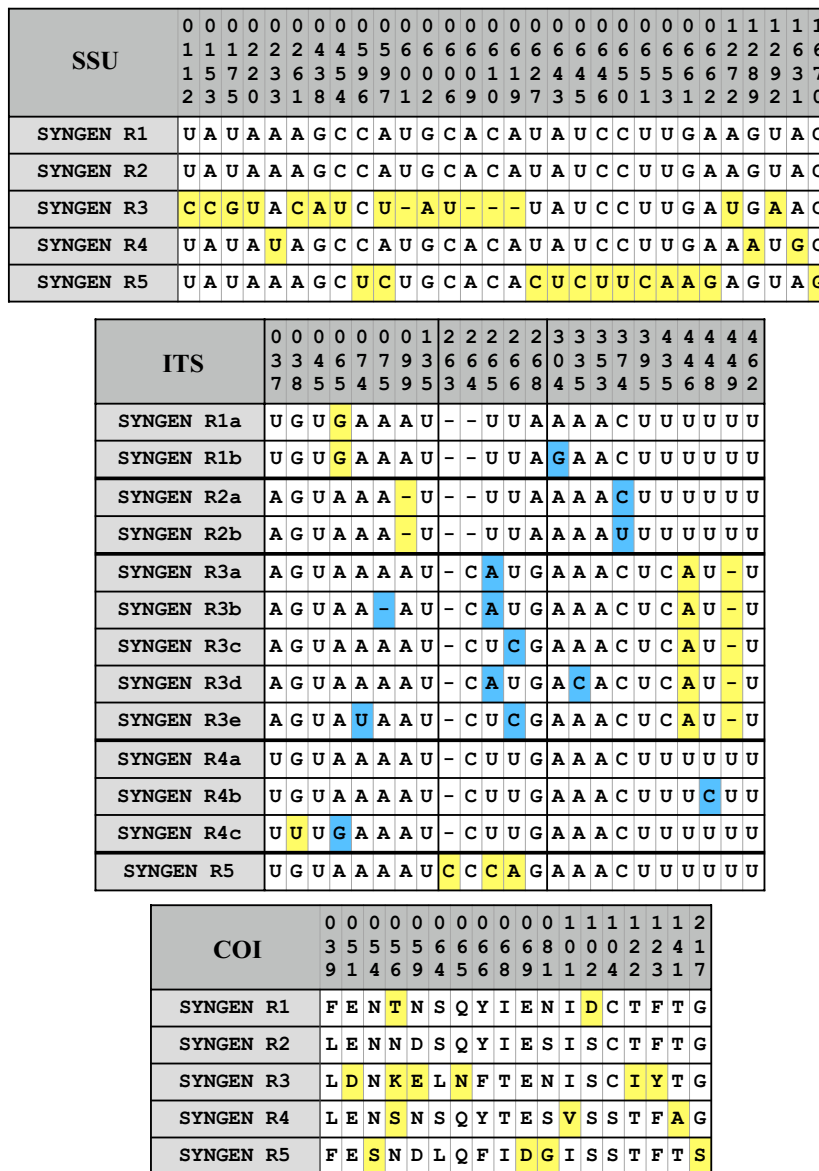 SSU
0 0 0 0 0 0 0 0 0 0 0 0 0 0 0 0 0 0 0 0 0 0 0 0 0 1 1 1 1 1
1 1 1 2 2 2 4 4 5 5 6 6 6 6 6 6 6 6 6 6 6 6 6 6 6 2 2 2 6 6
1 5 7 2 3 6 3 5 9 9 0 0 0 0 1 1 2 4 4 4 5 5 5 6 6 7 8 9 3 7
2 3 5 0 3 1 8 4 6 7 1 2 6 9 0 9 7 3 5 6 0 1 3 1 2 2 9 2 1 0
SYNGEN R1 U A U A A A G C C A U G C A C A U A U C C U U G A A G U A C
SYNGEN R2 U A U A A A G C C A U G C A C A U A U C C U U G A A G U A C
SYNGEN R3 C C G U A C A U C U - A U - - - U A U C C U U G A U G A A C
SYNGEN R4 U A U A U A G C C A U G C A C A U A U C C U U G A A A U G C
SYNGEN R5 U A U A A A G C U C U G C A C A C U C U U C A A G A G U A G
ITS
0 0 0 0 0 0 0 1 2 2 2 2 2 3 3 3 3 3 4 4 4 4 4
3 3 4 6 7 7 9 3 6 6 6 6 6 0 3 5 7 9 3 4 4 4 6
7 8 5 5 4 5 9 5 3 4 5 6 8 4 5 3 4 5 5 6 8 9 2
SYNGEN R1a U G U G A A A U - - U U A A A A C U U U U U U
SYNGEN R1b U G U G A A A U - - U U A G A A C U U U U U U
SYNGEN R2a A G U A A A - U - - U U A A A A C U U U U U U
SYNGEN R2b A G U A A A - U - - U U A A A A U U U U U U U
SYNGEN R3a A G U A A A A U - C A U G A A A C U C A U - U
SYNGEN R3b A G U A A - A U - C A U G A A A C U C A U - U
SYNGEN R3c A G U A A A A U - C U C G A A A C U C A U - U
SYNGEN R3d A G U A A A A U - C A U G A C A C U C A U - U
SYNGEN R3e A G U A U A A U - C U C G A A A C U C A U - U
SYNGEN R4a U G U A A A A U - C U U G A A A C U U U U U U
SYNGEN R4b U G U A A A A U - C U U G A A A C U U U C U U
SYNGEN R4c U U U G A A A U - C U U G A A A C U U U U U U
SYNGEN R5 U G U A A A A U C C C A G A A A C U U U U U U
COI
0 0 0 0 0 0 0 0 0 0 0 1 1 1 1 1 1 2
3 5 5 5 5 6 6 6 6 6 8 0 0 0 2 2 4 1
9 1 4 6 9 4 5 6 8 9 1 1 2 4 2 3 1 7
SYNGEN R1 F E N T N S Q Y I E N I D C T F T G
SYNGEN R2 L E N N D S Q Y I E S I S C T F T G
SYNGEN R3 L D N K E L N F T E N I S C I Y T G
SYNGEN R4 L E N S N S Q Y T E S V S S T F A G
SYNGEN R5 F E S N D L Q F I D G I S S T F T S